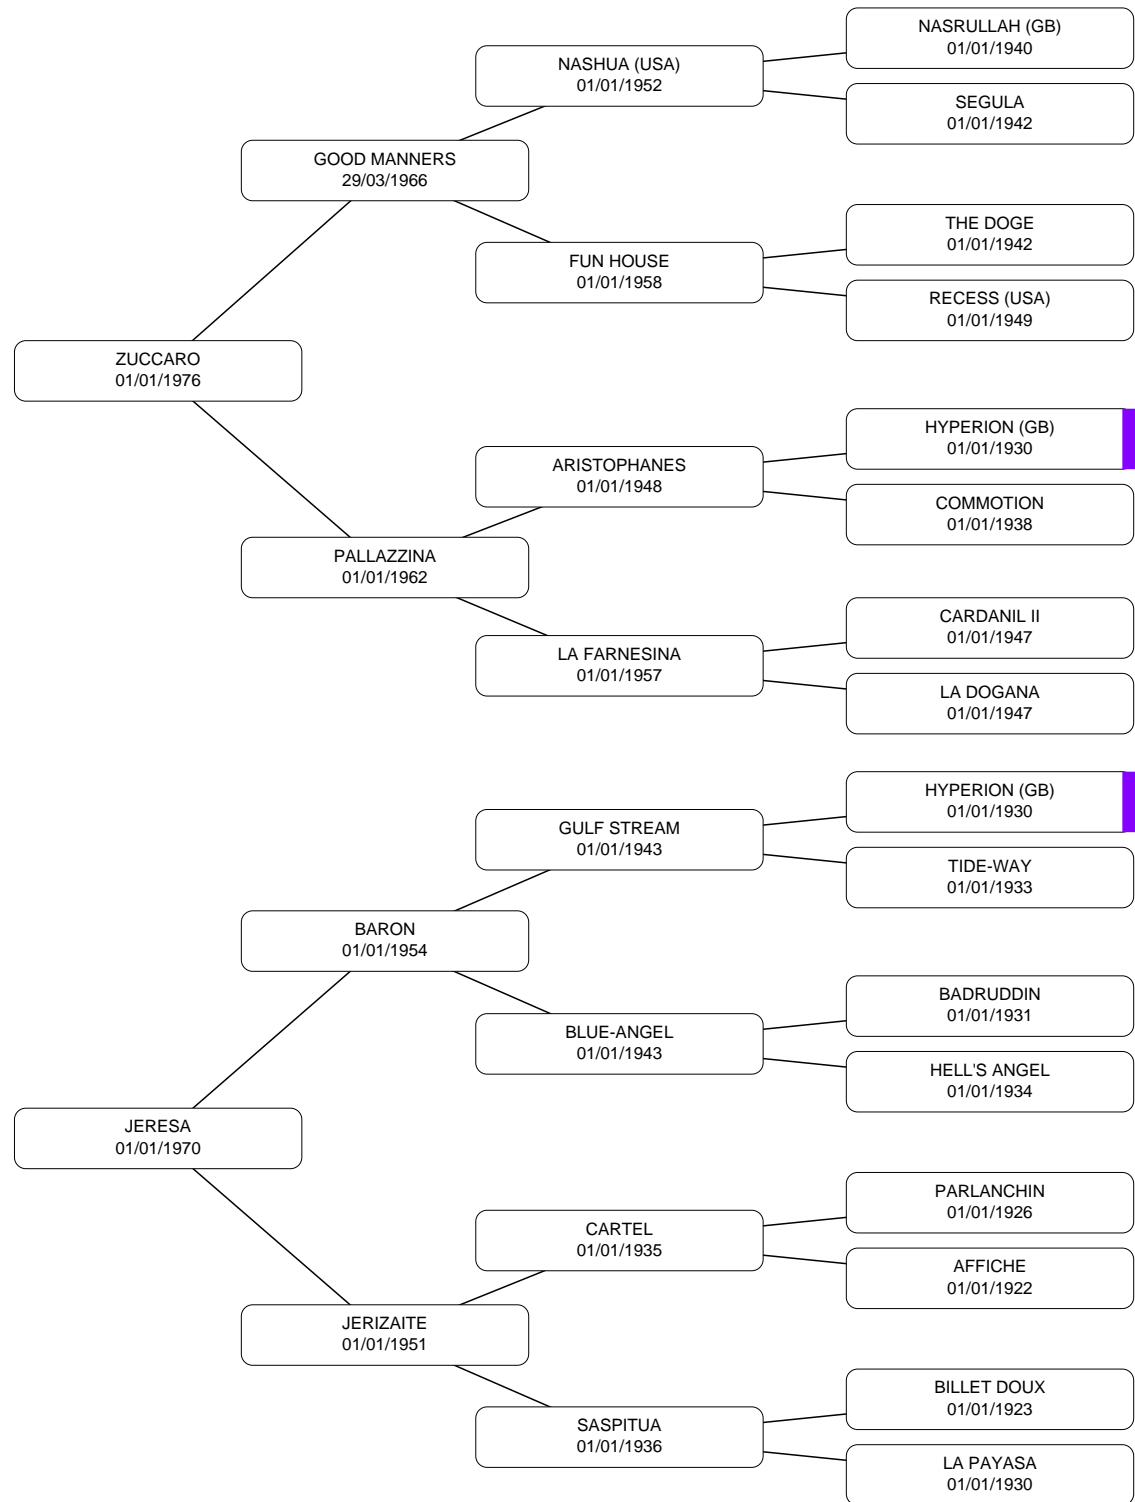 NASRULLAH (GB)
01/01/1940
NASHUA (USA)
01/01/1952
SEGULA
01/01/1942
GOOD MANNERS
29/03/1966
THE DOGE
01/01/1942
FUN HOUSE
01/01/1958
RECESS (USA)
01/01/1949
ZUCCARO
01/01/1976
HYPERION (GB)
01/01/1930
ARISTOPHANES
01/01/1948
COMMOTION
01/01/1938
PALLAZZINA
01/01/1962
CARDANIL II
01/01/1947
LA FARNESINA
01/01/1957
LA DOGANA
01/01/1947
HYPERION (GB)
01/01/1930
GULF STREAM
01/01/1943
TIDE-WAY
01/01/1933
BARON
01/01/1954
BADRUDDIN
01/01/1931
BLUE-ANGEL
01/01/1943
HELL'S ANGEL
01/01/1934
JERESA
01/01/1970
PARLANCHIN
01/01/1926
CARTEL
01/01/1935
AFFICHE
01/01/1922
JERIZAITE
01/01/1951
BILLET DOUX
01/01/1923
SASPITUA
01/01/1936
LA PAYASA
01/01/1930